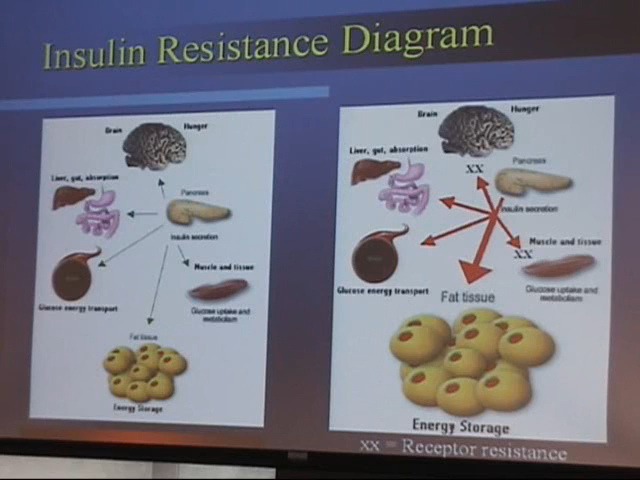 Insulin Resistance Diagram
Brain
Hunger
Liver, gut, absorption
Pancreas
Insulin secretion
Muscle and tissue
Glucose energy transport
Glucose uptake and
metabolism
Fat tissue
Energy Storage
Brain
Hunger
Liver, gut, absorption
xx
Pancreas
Insulin secretion
Muscle and tissue
xx
Glucose energy transport
Glucose uptake and
metabolism
Fat tissue
Energy Storage
xx = Receptor resistance